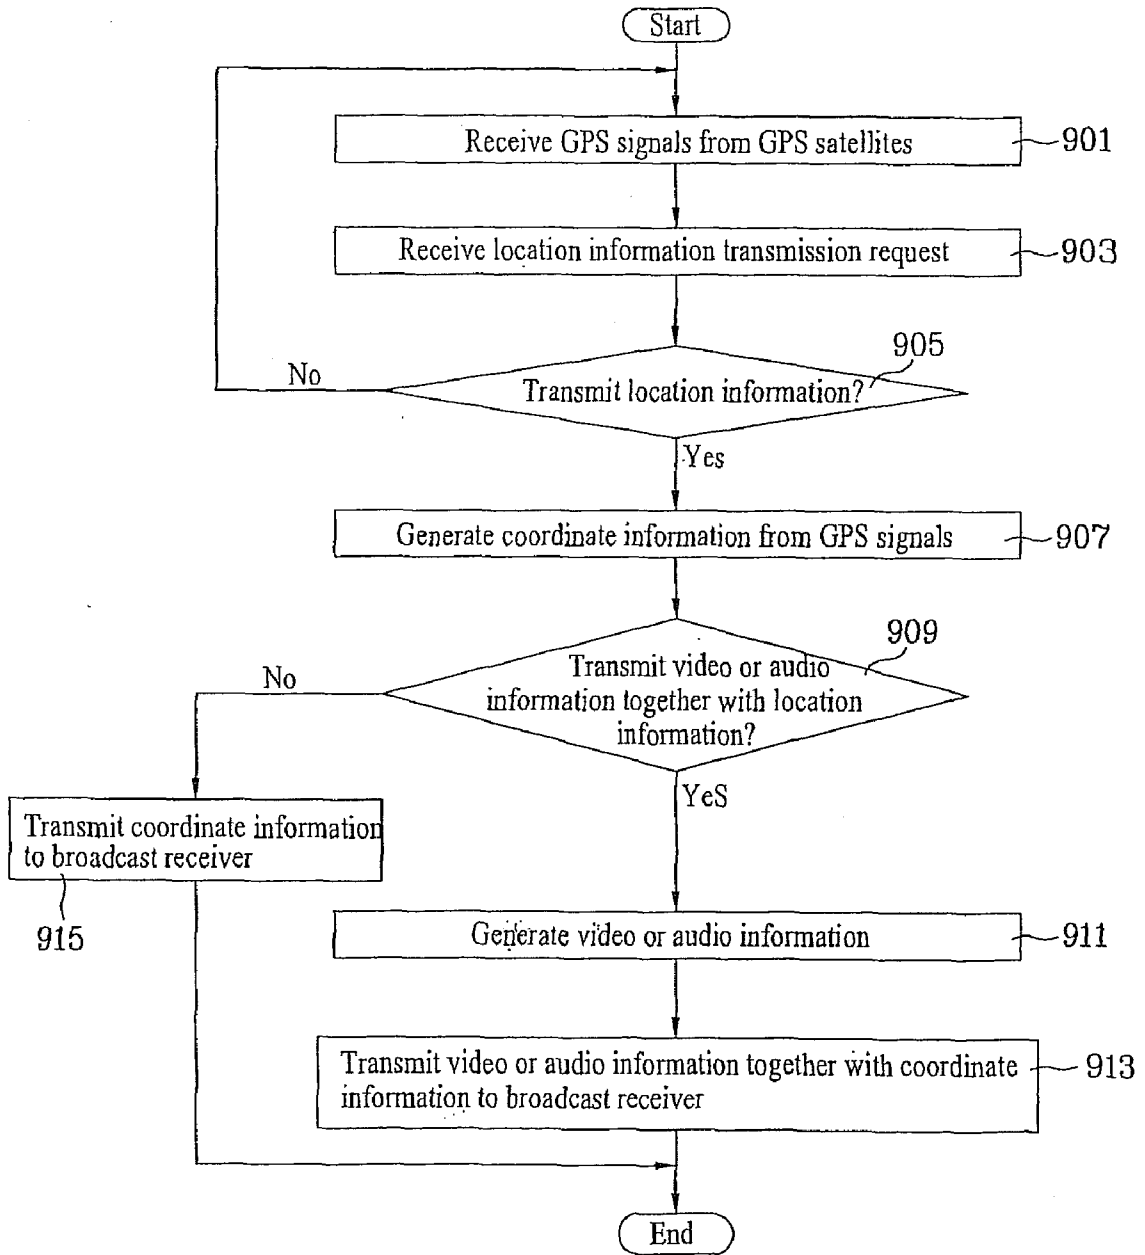 Start
Receive GPS signals from GPS satellites
901
Receive location information transmission request
903
905
Transmit location information?
No
Yes
Generate coordinate information from GPS signals
907
909
Transmit video or audio
information together with location
information?
No
YeS
Transmit coordinate information
to broadcast receiver
915
Generate video or audio information
911
Transmit video or audio information together with coordinate
information to broadcast receiver
913
End